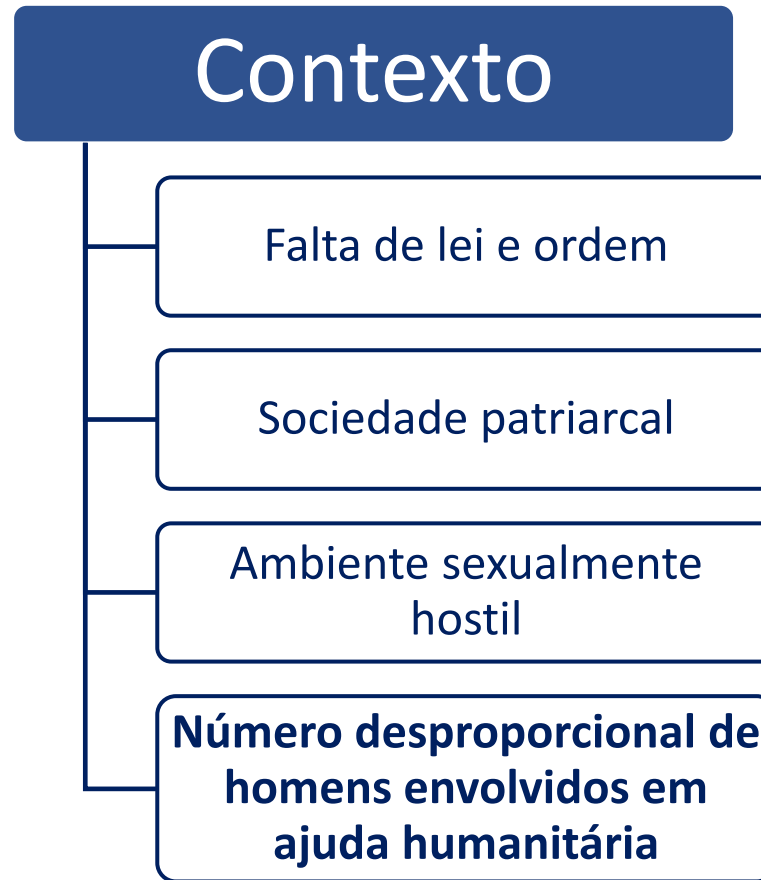 Contexto
Falta de lei e ordem
Sociedade patriarcal
Ambiente sexualmente
hostil
Número desproporcional de
homens envolvidos em
ajuda humanitária